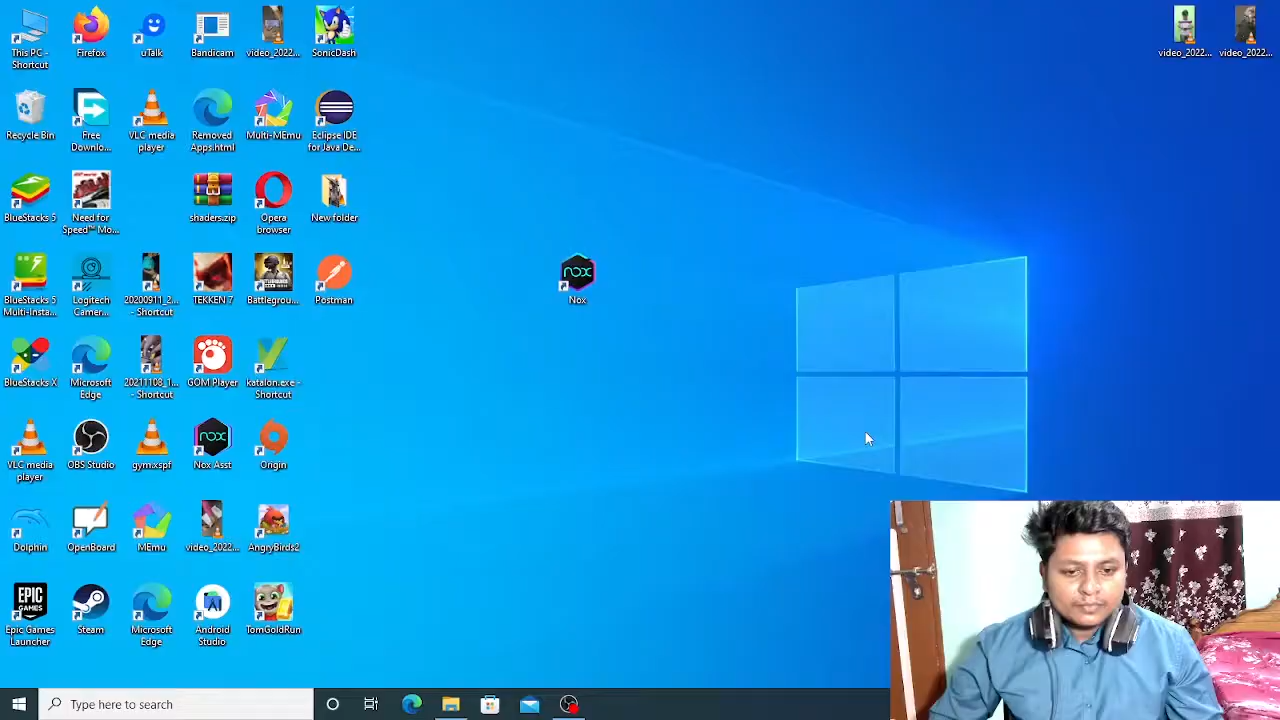 This PC -
Shortcut
Firefox
uTalk
Bandicam
video_2022...
SonicDash
video_2022...
video_2022...
Recycle Bin
Free
Downlo...
VLC media
player
Removed
Apps.html
Multi-MEmu
Eclipse IDE
for Java De...
BlueStacks 5
Need for
Speed™ Mo...
shaders.zip
Opera
browser
New folder
BlueStacks 5
Multi-Insta...
Logitech
Camer...
20200911_2...
- Shortcut
TEKKEN 7
Battlegrou...
Postman
nox
Nox
BlueStacks X
Microsoft
Edge
20211108_1...
- Shortcut
GOM Player
katalon.exe -
Shortcut
VLC media
player
OBS Studio
gym.xspf
nox
Nox Asst
Origin
Dolphin
OpenBoard
MEmu
video_2022...
AngryBirds2
EPIC
GAMES
Epic Games
Launcher
Steam
Microsoft
Edge
Android
Studio
TomGoldRun
Type here to search